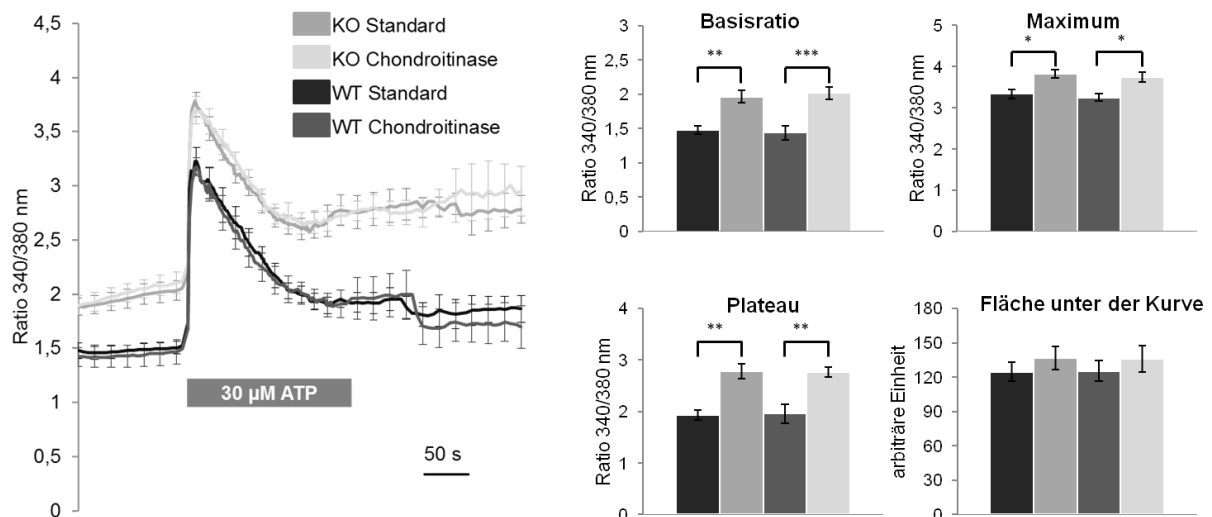 4,5
4
3,5
3
2,5
2
1,5
1
0,5
0
Ratio 340/380 nm
KO Standard
KO Chondroitinase
WT Standard
WT Chondroitinase
30 µM ATP
50 s
Basisratio
3
2,5
2
1,5
1
0,5
0
Ratio 340/380 nm
**
***
Maximum
5
4
3
2
1
0
Ratio 340/380 nm
*
*
Plateau
4
3
2
1
0
Ratio 340/380 nm
**
**
Fläche unter der Kurve
180
150
120
90
60
30
0
arbiträre Einheit